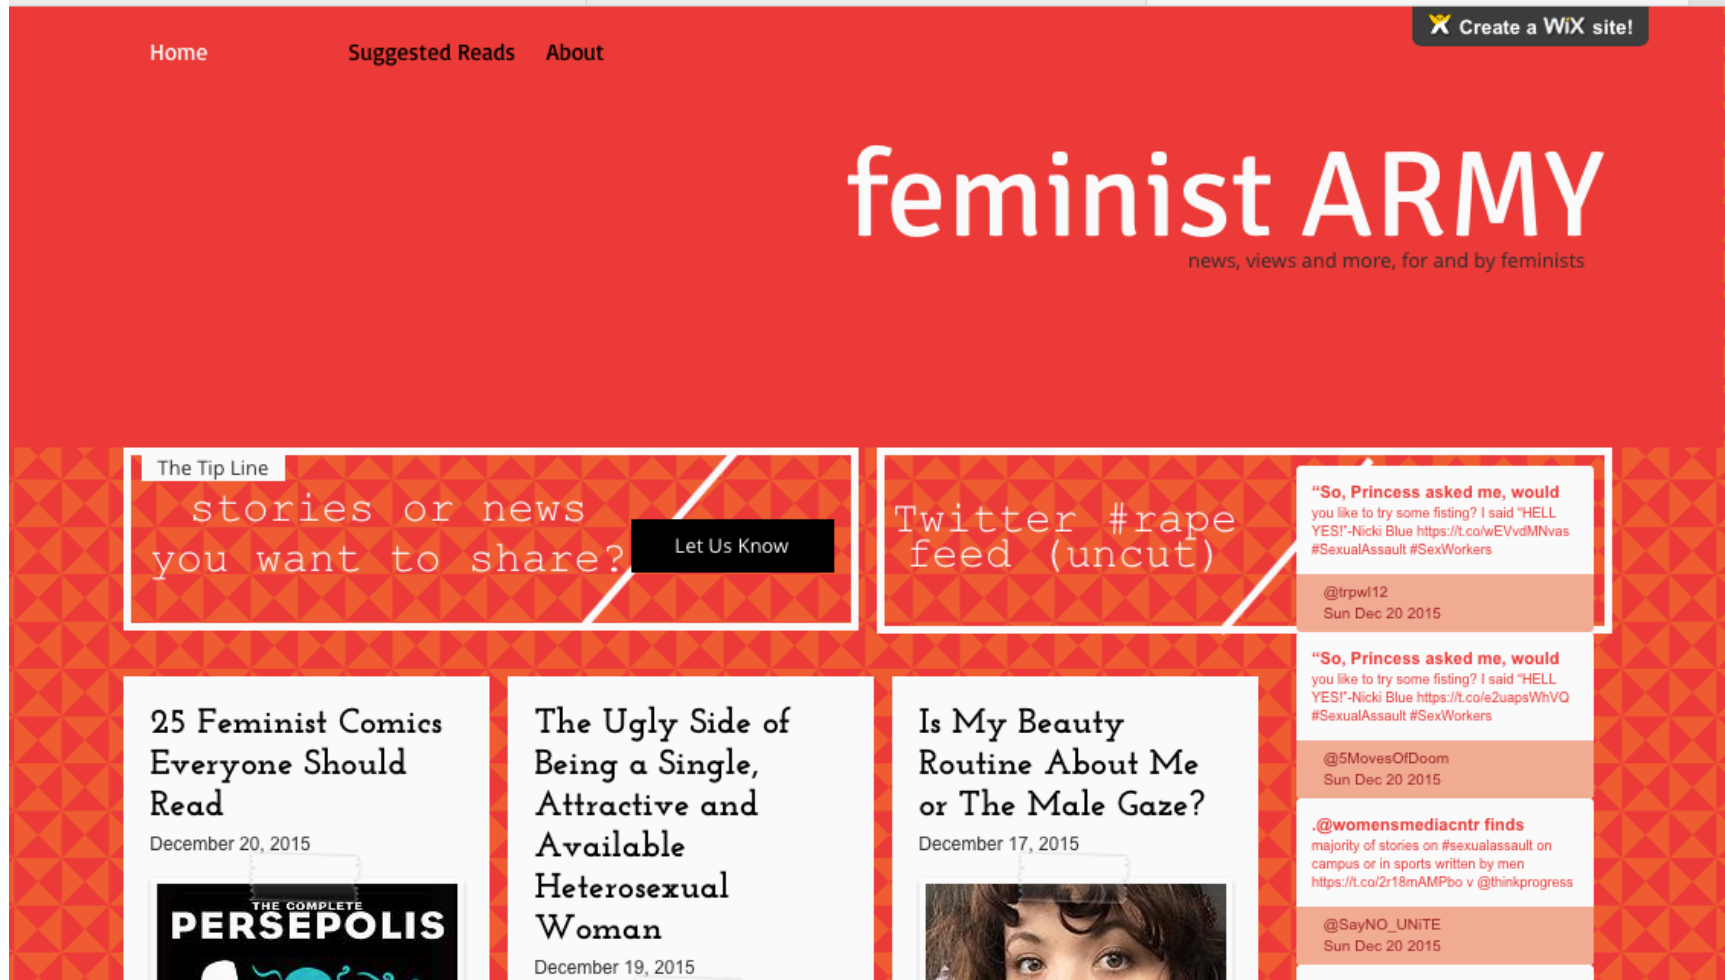 Home Suggested Reads About
Create a WiX site!
feminist ARMY
news, views and more, for and by feminists
The Tip Line
stories or news
you want to share?
Let Us Know
Twitter #rape
feed (uncut)
“So, Princess asked me, would
you like to try some fisting? I said “HELL
YES!”-Nicki Blue https://t.co/wEVvdMNvas
#SexualAssault #SexWorkers
@trpwl12
Sun Dec 20 2015
“So, Princess asked me, would
you like to try some fisting? I said “HELL
YES!”-Nicki Blue https://t.co/e2uapsWhVQ
#SexualAssault #SexWorkers
@5MovesOfDoom
Sun Dec 20 2015
.@womensmediacntr finds
majority of stories on #sexualassault on
campus or in sports written by men
https://t.co/2r18mAMPbo v @thinkprogress
@SayNO_UNiTE
Sun Dec 20 2015
25 Feminist Comics
Everyone Should
Read
December 20, 2015
THE COMPLETE
PERSEPOLIS
The Ugly Side of
Being a Single,
Attractive and
Available
Heterosexual
Woman
December 19, 2015
Is My Beauty
Routine About Me
or The Male Gaze?
December 17, 2015